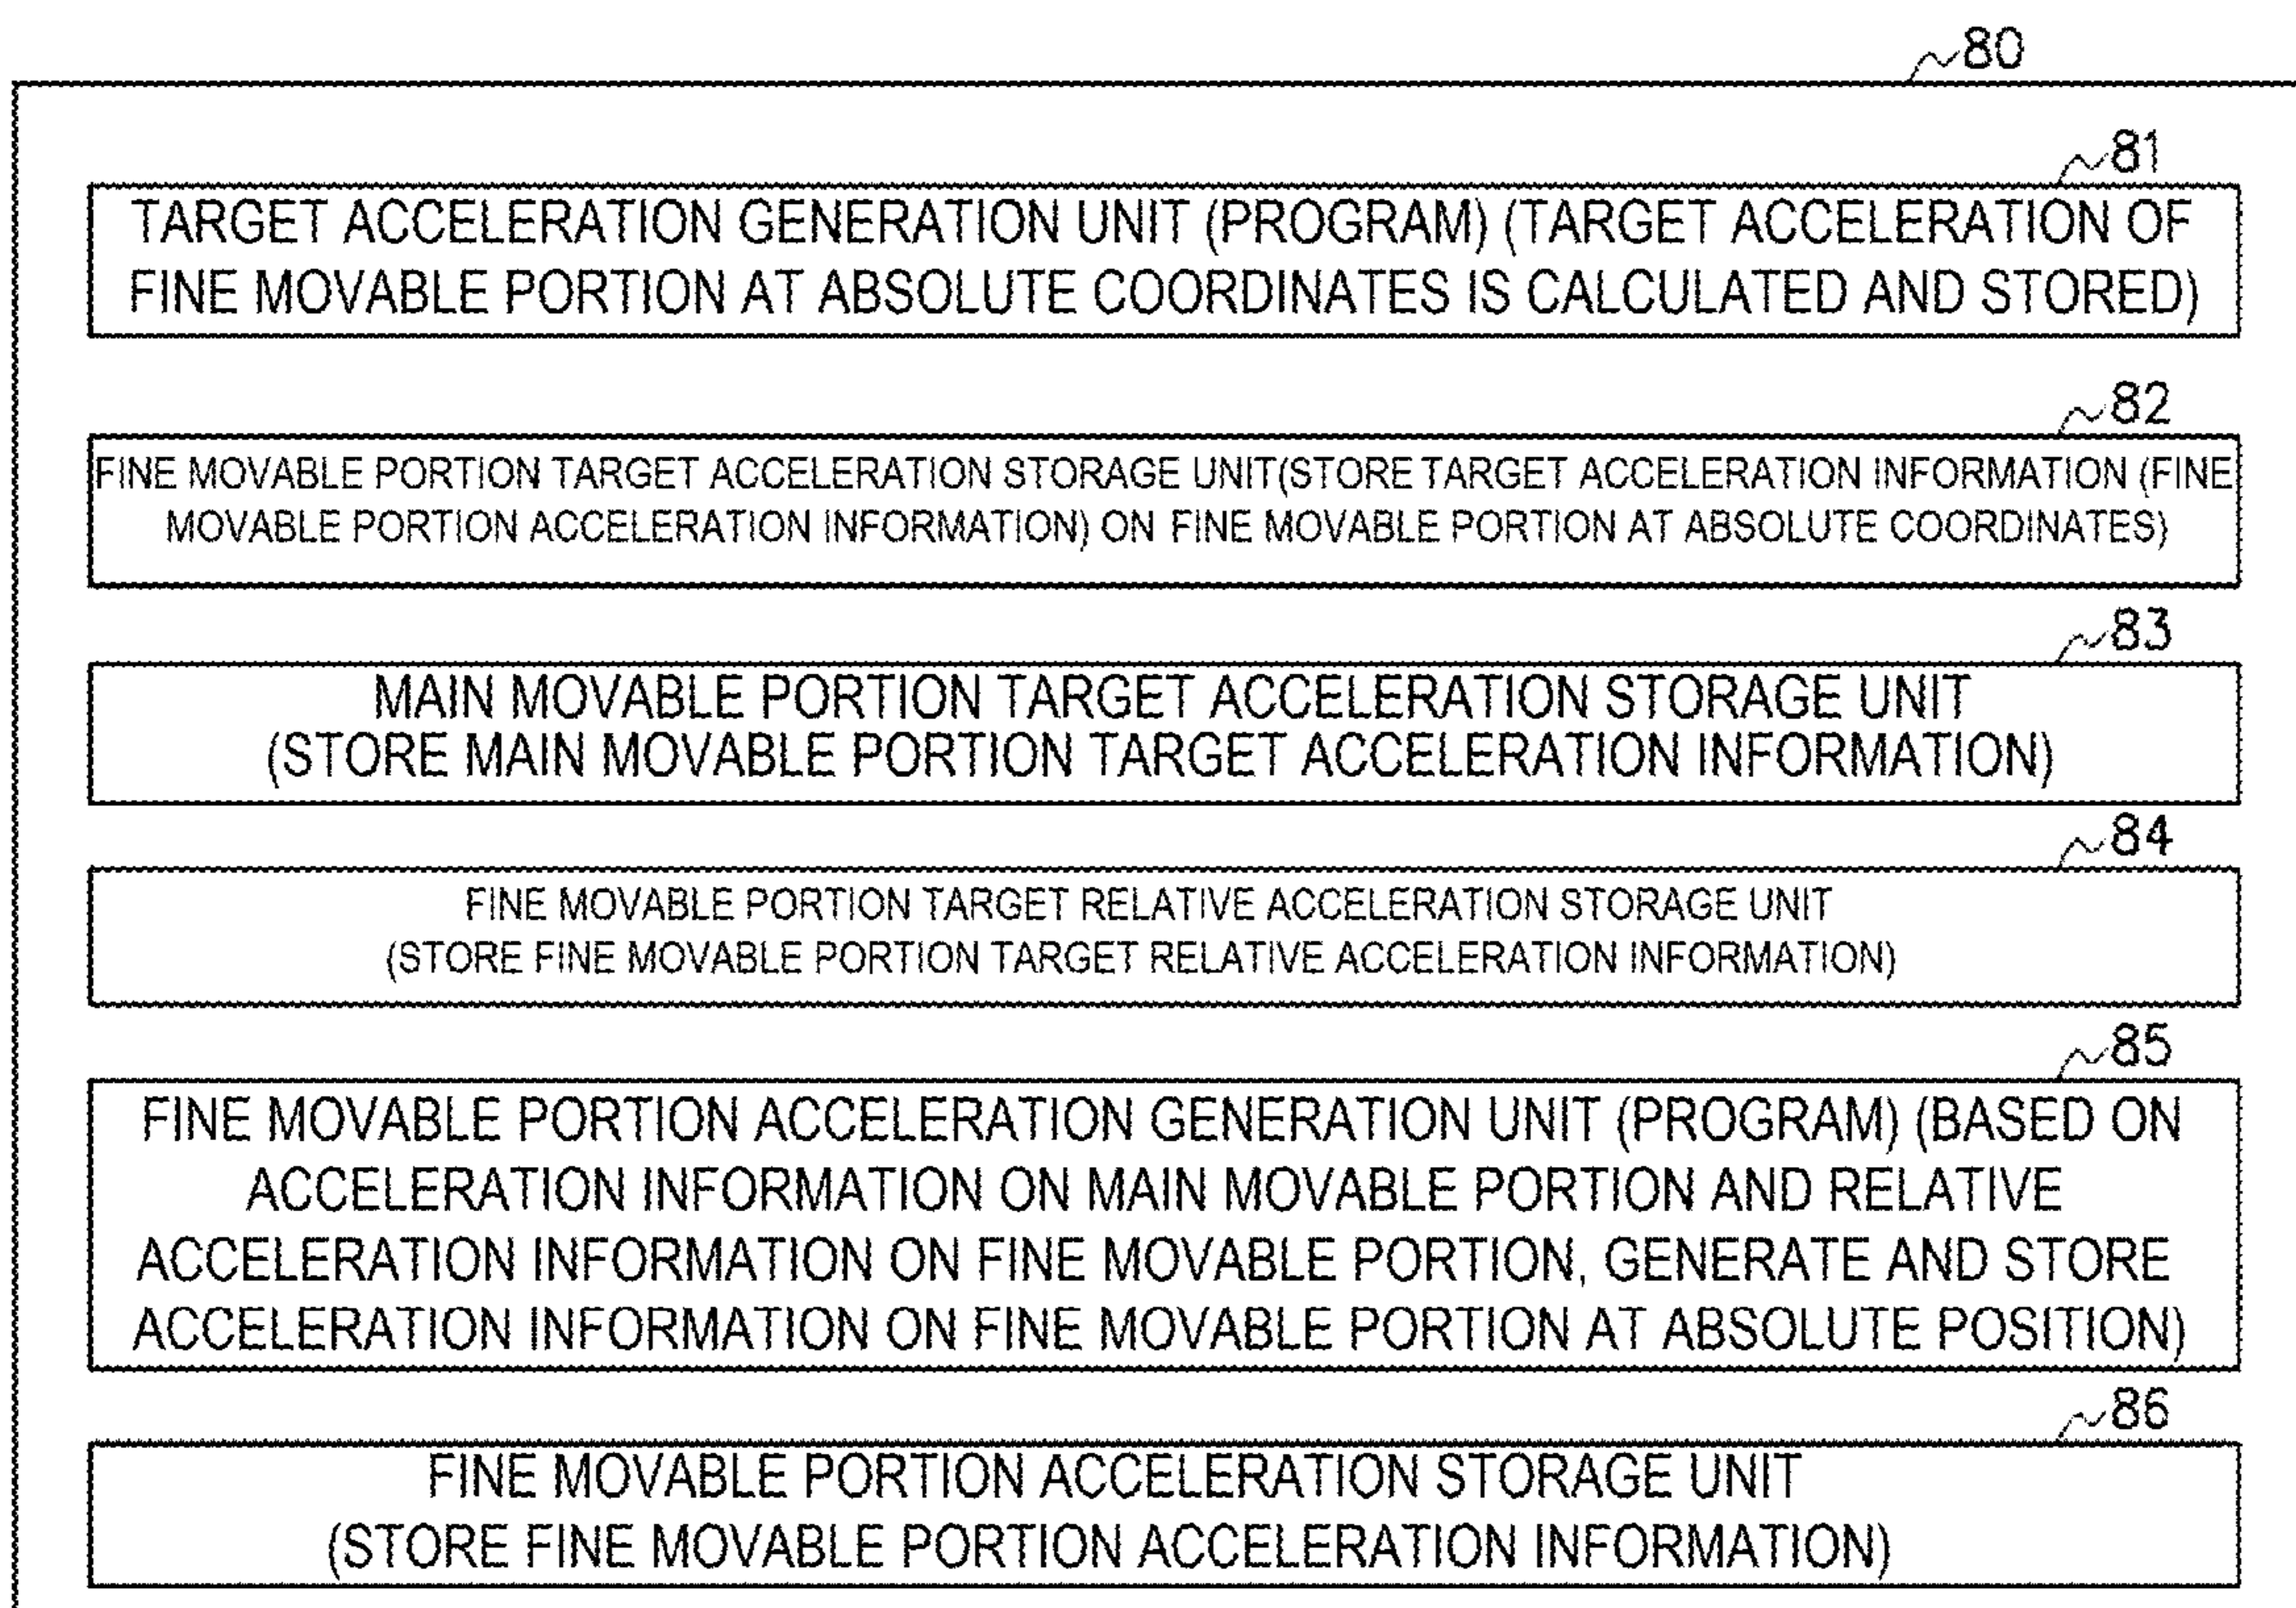 80
81
TARGET ACCELERATION GENERATION UNIT (PROGRAM) (TARGET ACCELERATION OF
FINE MOVABLE PORTION AT ABSOLUTE COORDINATES IS CALCULATED AND STORED)
82
FINE MOVABLE PORTION TARGET ACCELERATION STORAGE UNIT(STORE TARGET ACCELERATION INFORMATION (FINE
MOVABLE PORTION ACCELERATION INFORMATION) ON FINE MOVABLE PORTION AT ABSOLUTE COORDINATES)
83
MAIN MOVABLE PORTION TARGET ACCELERATION STORAGE UNIT
(STORE MAIN MOVABLE PORTION TARGET ACCELERATION INFORMATION)
84
FINE MOVABLE PORTION TARGET RELATIVE ACCELERATION STORAGE UNIT
(STORE FINE MOVABLE PORTION TARGET RELATIVE ACCELERATION INFORMATION)
85
FINE MOVABLE PORTION ACCELERATION GENERATION UNIT (PROGRAM) (BASED ON
ACCELERATION INFORMATION ON MAIN MOVABLE PORTION AND RELATIVE
ACCELERATION INFORMATION ON FINE MOVABLE PORTION, GENERATE AND STORE
ACCELERATION INFORMATION ON FINE MOVABLE PORTION AT ABSOLUTE POSITION)
86
FINE MOVABLE PORTION ACCELERATION STORAGE UNIT
(STORE FINE MOVABLE PORTION ACCELERATION INFORMATION)